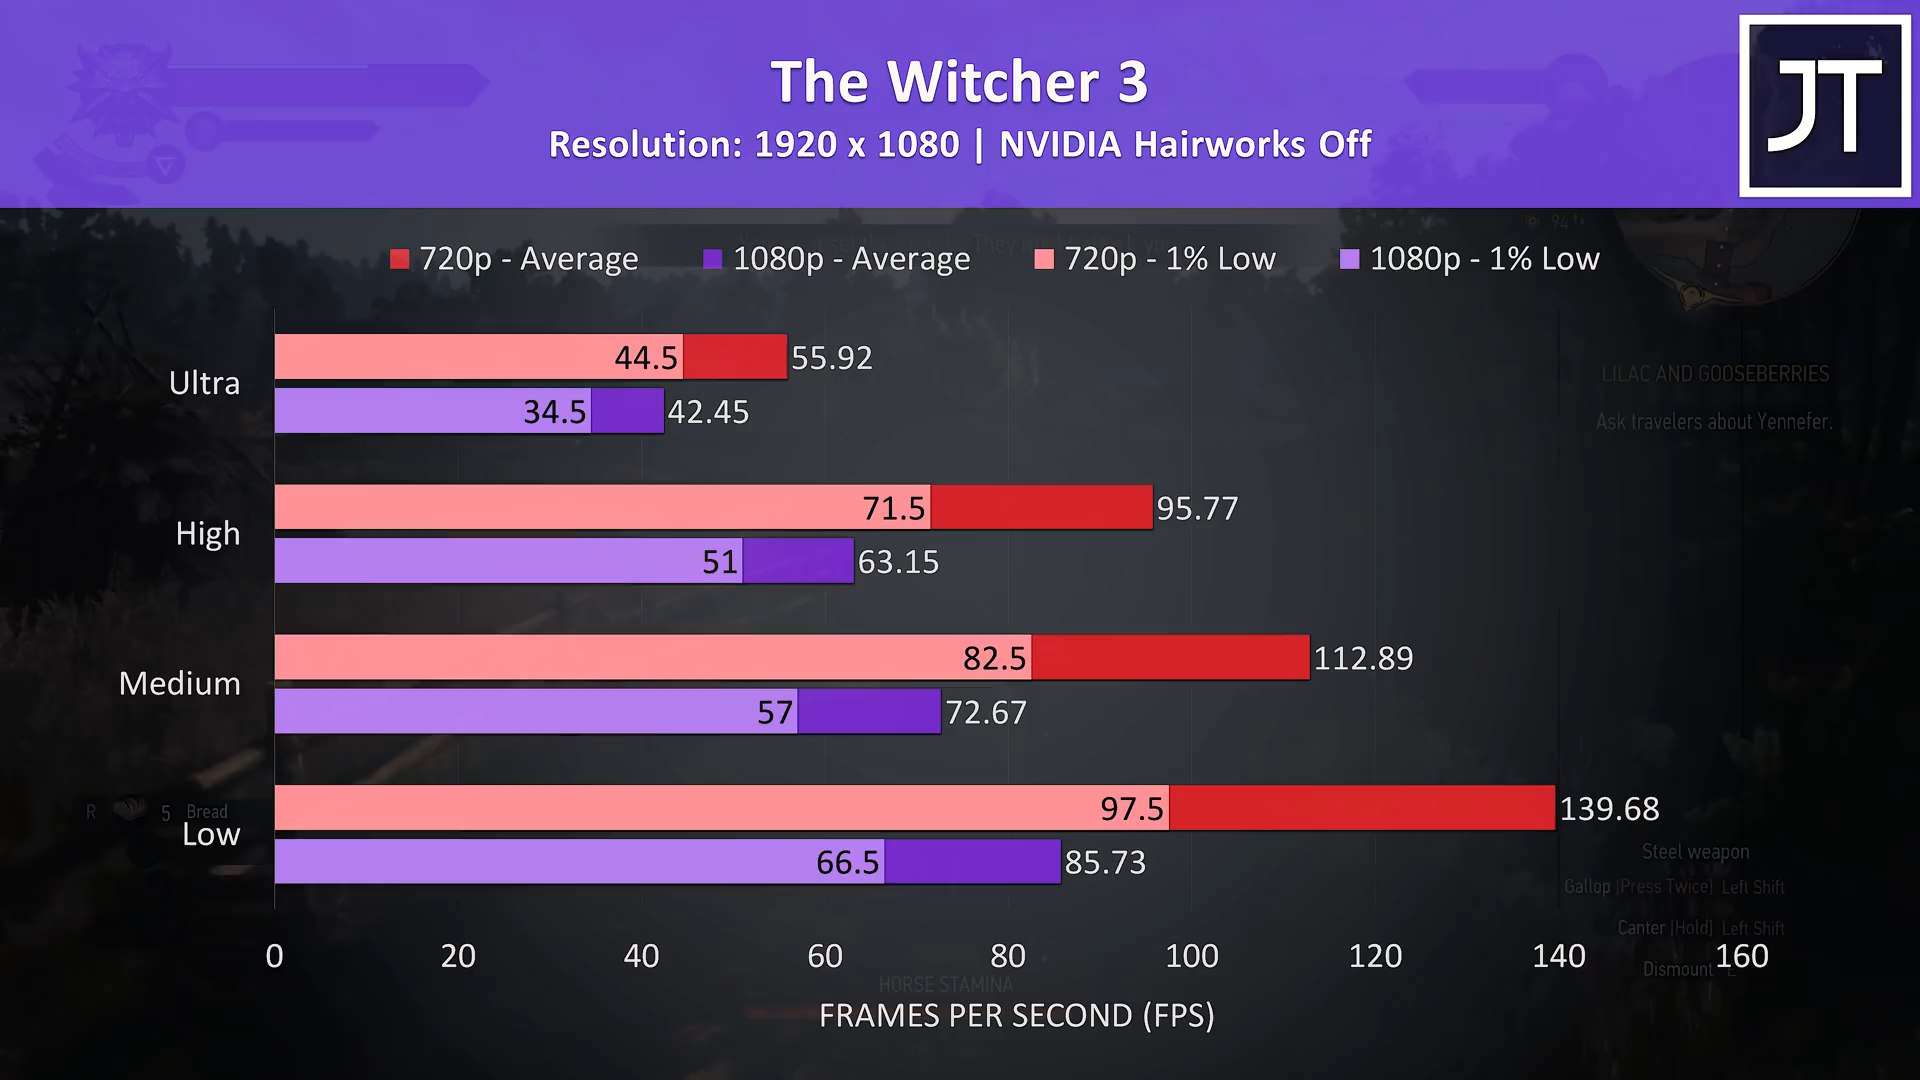 The Witcher 3
Resolution: 1920 x 1080 | NVIDIA Hairworks Off
JT
720p - Average
1080p - Average
720p - 1% Low
1080p - 1% Low
94
LILAC AND GOOSEBERRIES
Ask travelers about Yennefer.
Ultra
44.5
55.92
34.5
42.45
High
71.5
95.77
51
63.15
Medium
82.5
112.89
57
72.67
R
5 Bread
Low
97.5
139.68
66.5
85.73
Steel weapon
Gallop [Press Twice] Left Shift
Canter [Hold] Left Shift
Dismount E
0 20 40 60 80 100 120 140 160
HORSE STAMINA
FRAMES PER SECOND (FPS)